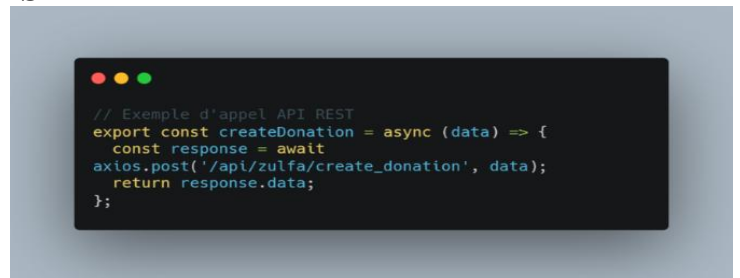 // Exemple d'appel API REST
export const createDonation = async (data) => {
  const response = await
axios.post('/api/zulfa/create_donation', data);
  return response.data;
};